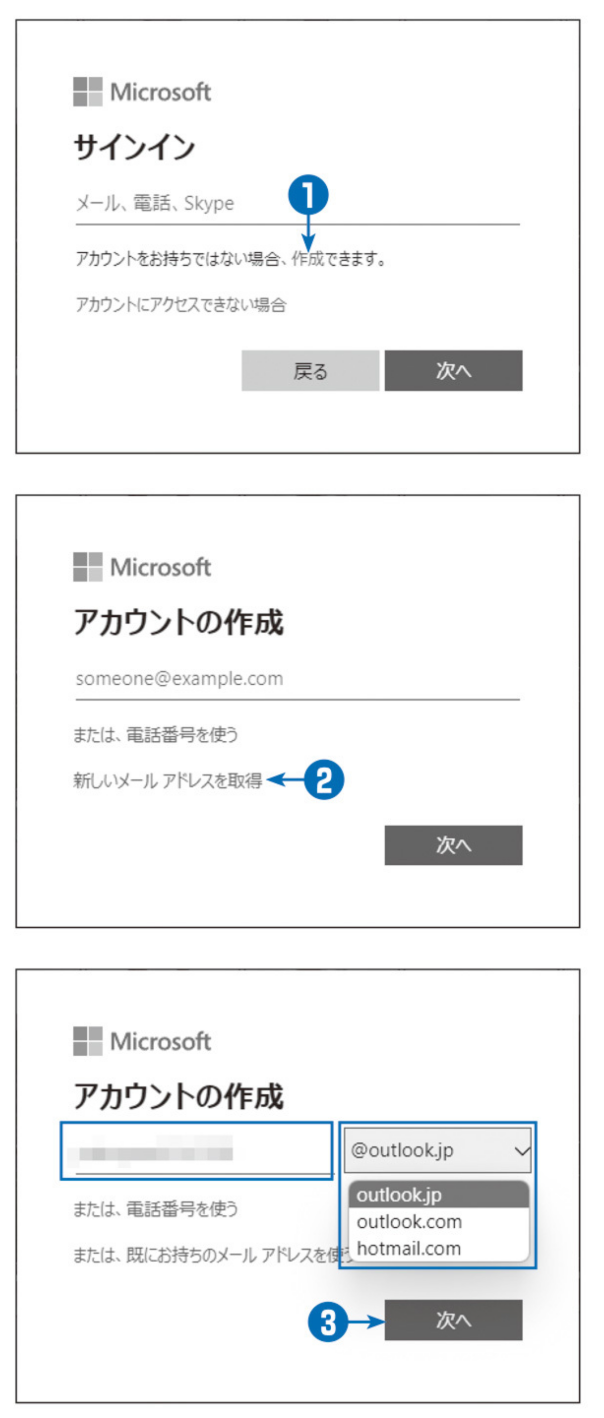 Microsoft
サインイン
メール、電話、Skype
1
アカウントをお持ちではない場合、作成できます。
アカウントにアクセスできない場合
戻る
次へ
Microsoft
アカウントの作成
someone@example.com
または、電話番号を使う
新しいメール アドレスを取得
2
次へ
Microsoft
アカウントの作成
@outlook.jp
outlook.jp
または、電話番号を使う
outlook.com
hotmail.com
または、既にお持ちのメール アドレスを使う
3
次へ